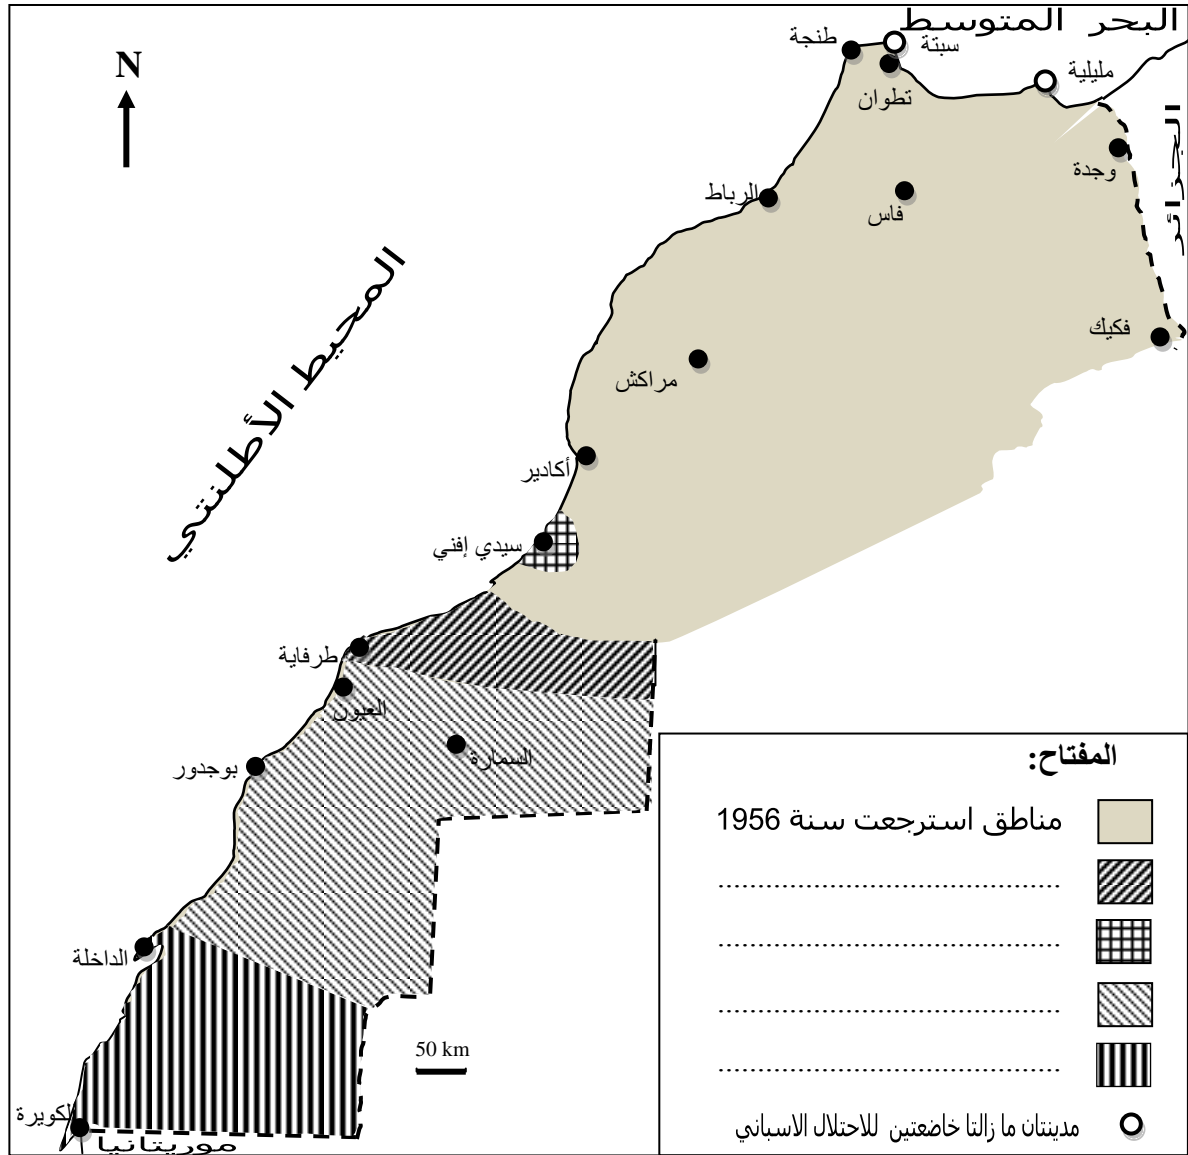 البحر المتوسط
طنجة
سبتة
N
تطوان
مليلية
الجزائر
وجدة
الرباط
فاس
المحيط الأطلنتي
فكيك
مراكش
أكادير
سيدي إفني
طرفاية
العيون
السمارة
بوجدور
الداخلة
50 km
لكويرة
موريتانيا
المفتاح:
مناطق استرجعت سنة 1956
................................................
................................................
................................................
................................................
مدينتان ما زالتا خاضعتين للاحتلال الاسباني